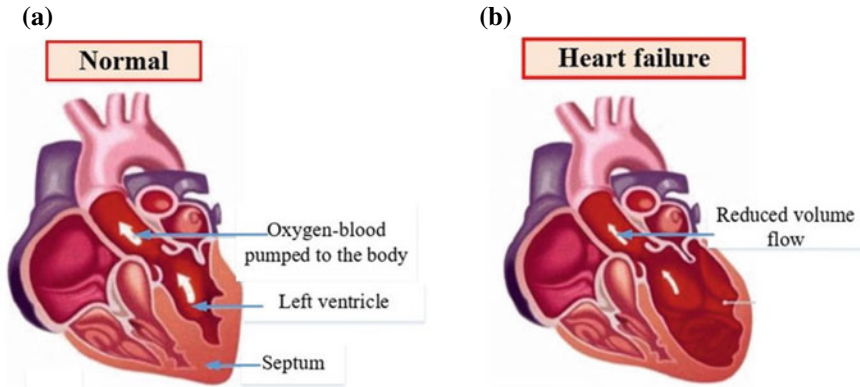 (a)
Normal
Oxygen-blood
pumped to the body
Left ventricle
Septum
(b)
Heart failure
Reduced volume
flow